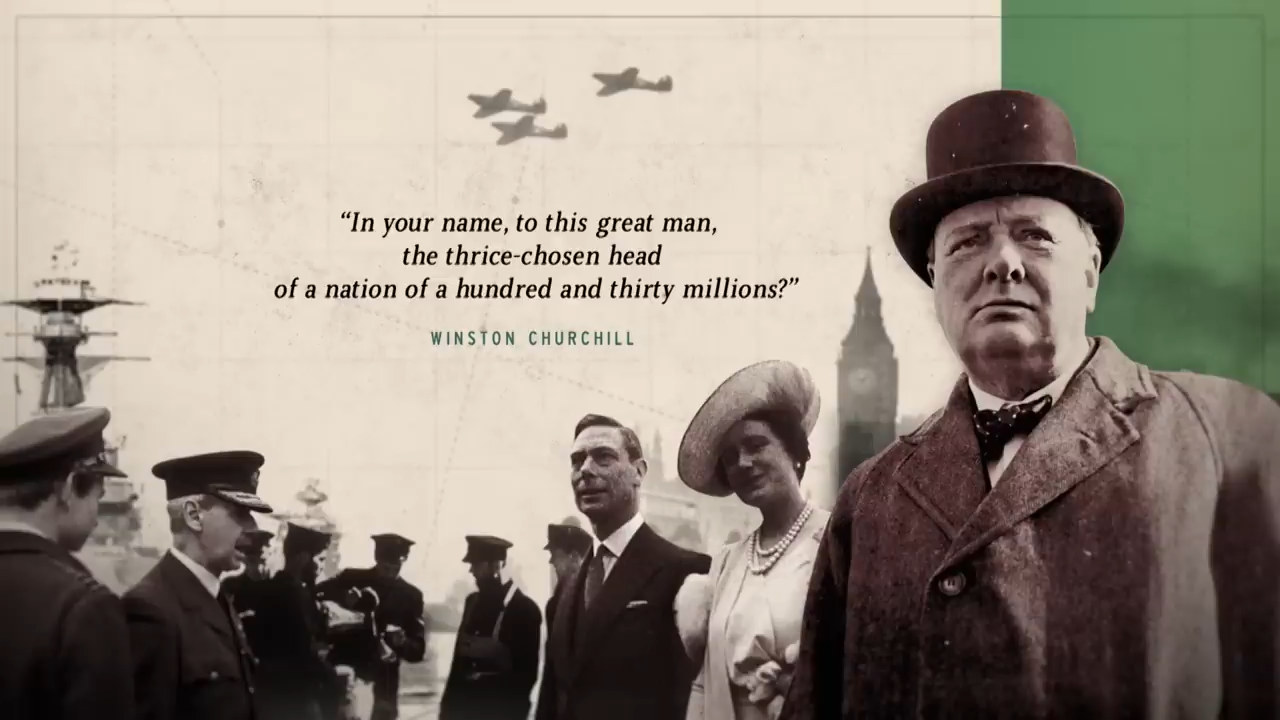 “In your name, to this great man,
the thrice-chosen head
of a nation of a hundred and thirty millions?”
WINSTON CHURCHILL